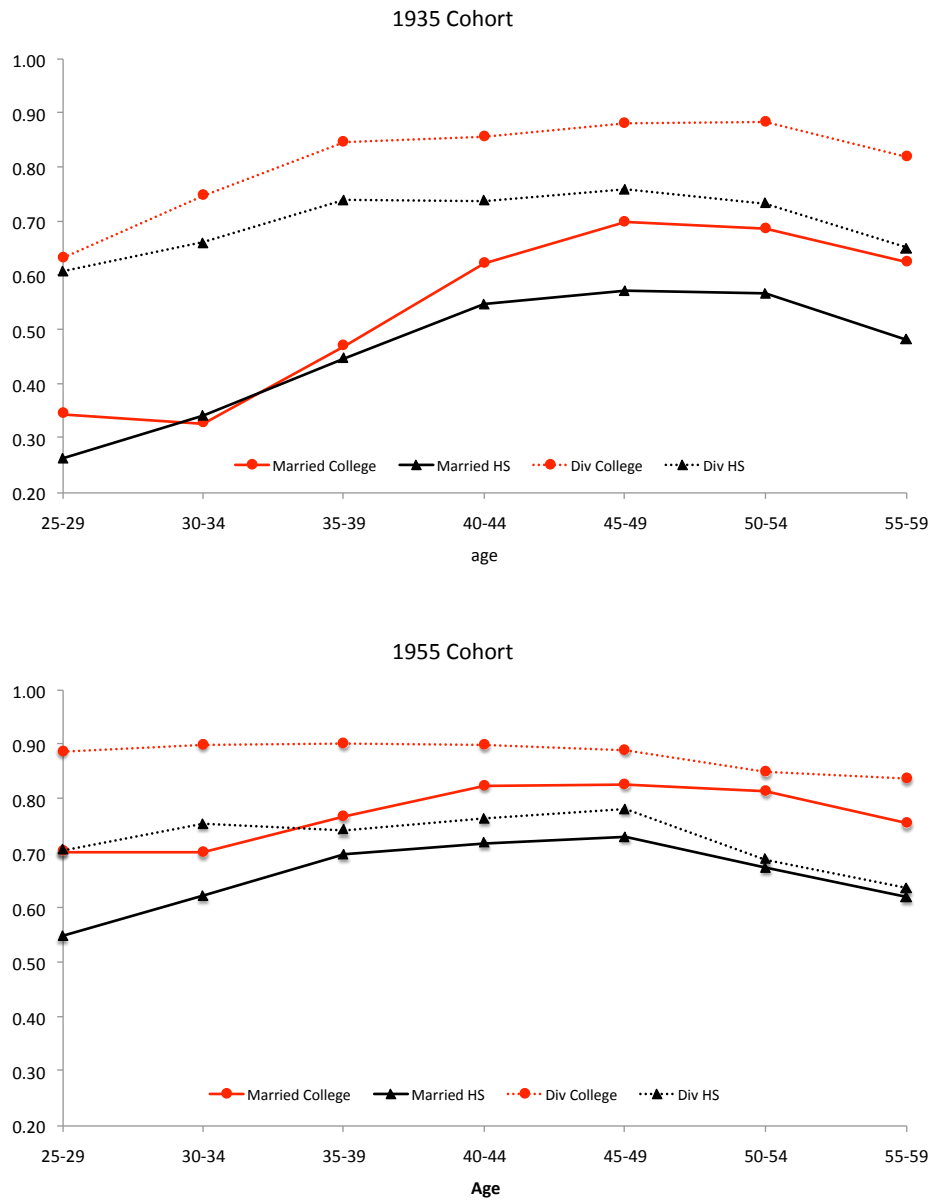 1935 Cohort
1.00
0.90
0.80
0.70
0.60
0.50
0.40
0.30
0.20
Married College Married HS Div College Div HS
25-29 30-34 35-39 40-44 45-49 50-54 55-59
age
1955 Cohort
1.00
0.90
0.80
0.70
0.60
0.50
0.40
0.30
0.20
Married College Married HS Div College Div HS
25-29 30-34 35-39 40-44 45-49 50-54 55-59
Age